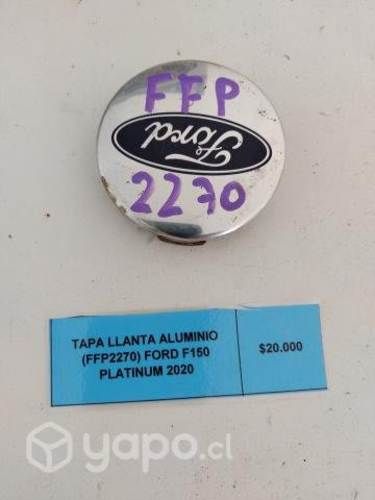 FFP
Ford
2270
TAPA LLANTA ALUMINIO
(FFP2270) FORD F150
PLATINUM 2020
$20.000
yapo.cl